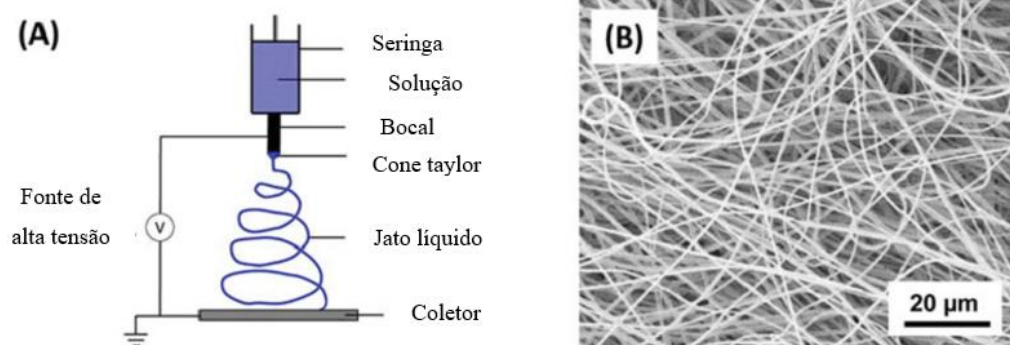 (A)
Seringa
Solução
Bocal
Cone taylor
Fonte de
alta tensão
V
Jato líquido
Coletor
(B)
20 µm